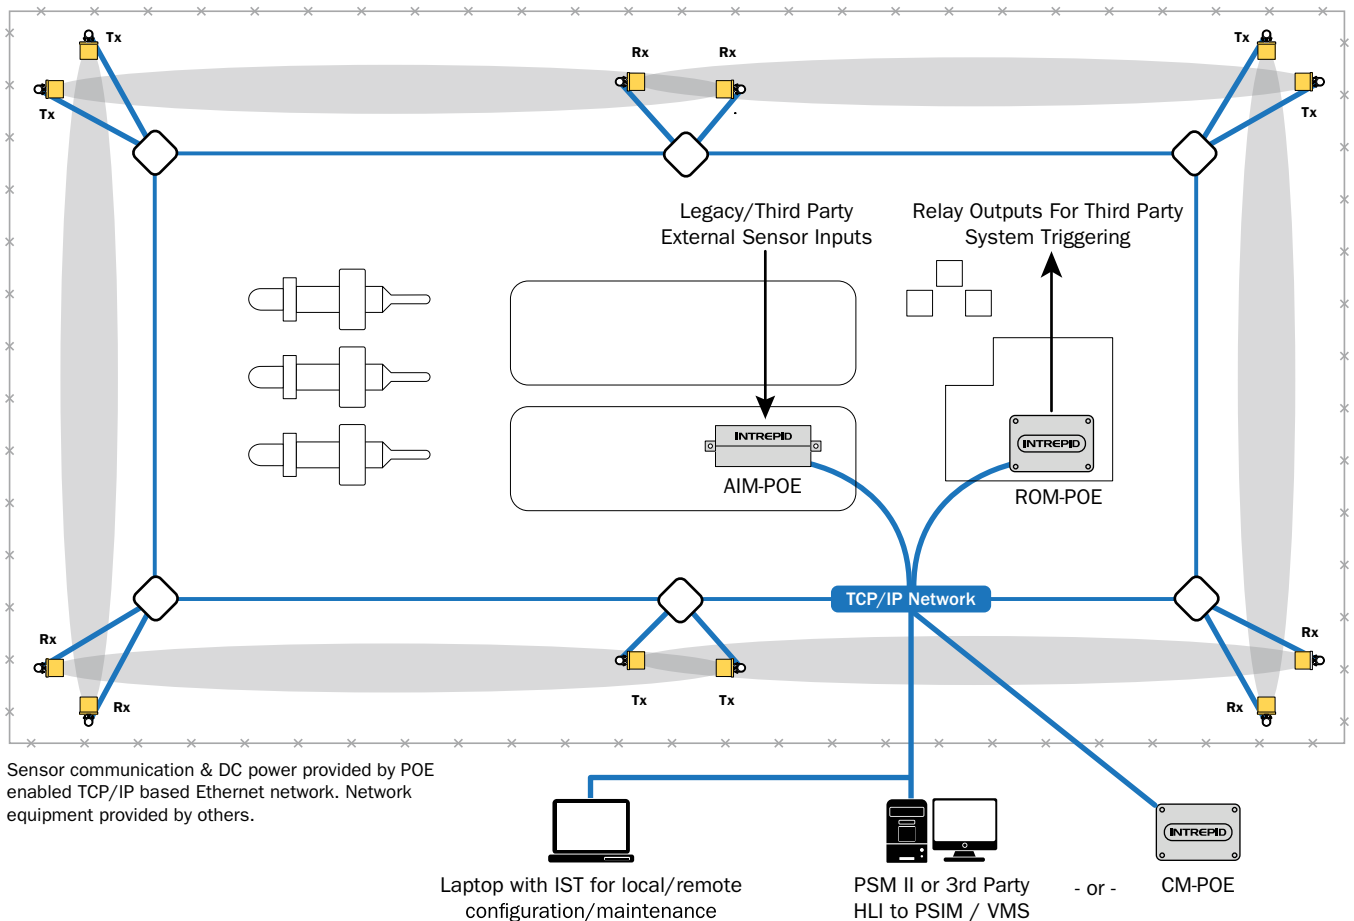 Tx
Rx
Rx
Tx
Tx
Tx
Legacy/Third Party
External Sensor Inputs
Relay Outputs For Third Party
System Triggering
INTREPID
INTREPID
AIM-POE
ROM-POE
TCP/IP Network
Rx
Rx
Tx
Tx
Rx
Rx
Sensor communication & DC power provided by POE
enabled TCP/IP based Ethernet network. Network
equipment provided by others.
INTREPID
Laptop with IST for local/remote
configuration/maintenance
PSM II or 3rd Party
HLI to PSIM / VMS
- or -
CM-POE